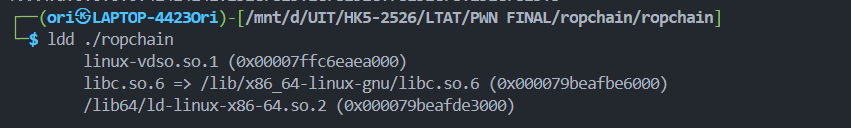 ┌──(ori㉿LAPTOP-4423Ori)-[/mnt/d/UIT/HK5-2526/LTAT/PWN FINAL/ropchain/ropchain]
└─$ ldd ./ropchain
linux-vdso.so.1 (0x00007ffc6eaea000)
libc.so.6 => /lib/x86_64-linux-gnu/libc.so.6 (0x000079beafbe6000)
/lib64/ld-linux-x86-64.so.2 (0x000079beafde3000)